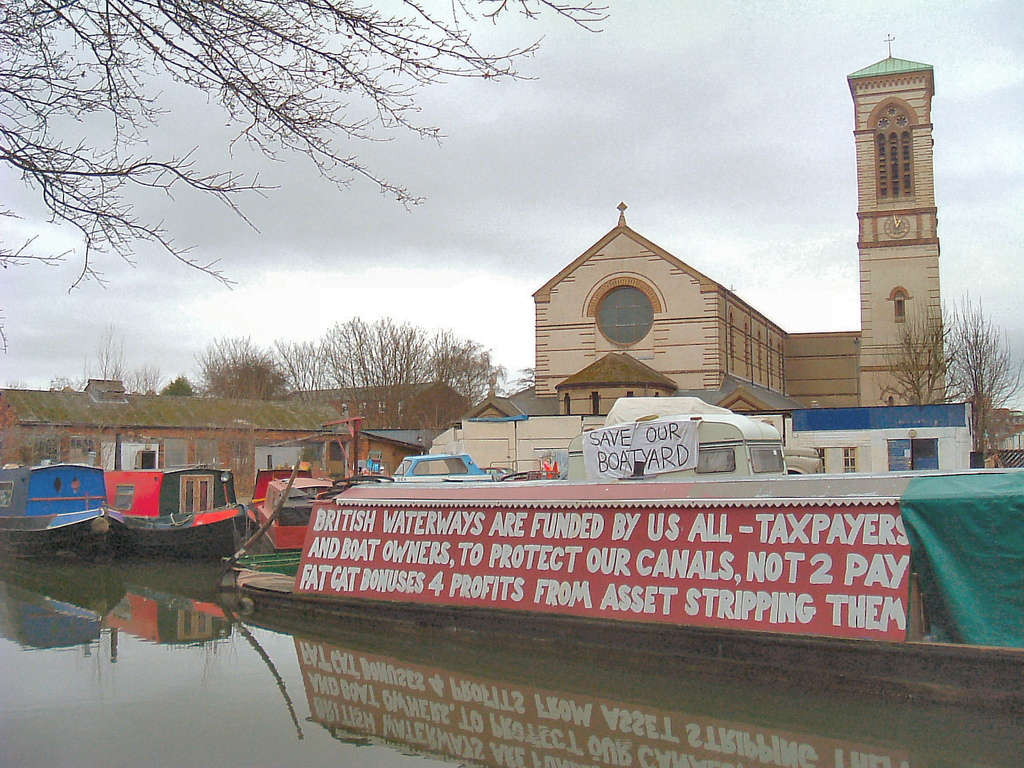 SAVE OUR
BOATYARD
BRITISH WATERWAYS ARE FUNDED BY US ALL - TAXPAYERS
AND BOAT OWNERS, TO PROTECT OUR CANALS, NOT 2 PAY
FAT CAT BONUSES 4 PROFITS FROM ASSET STRIPPING THEM